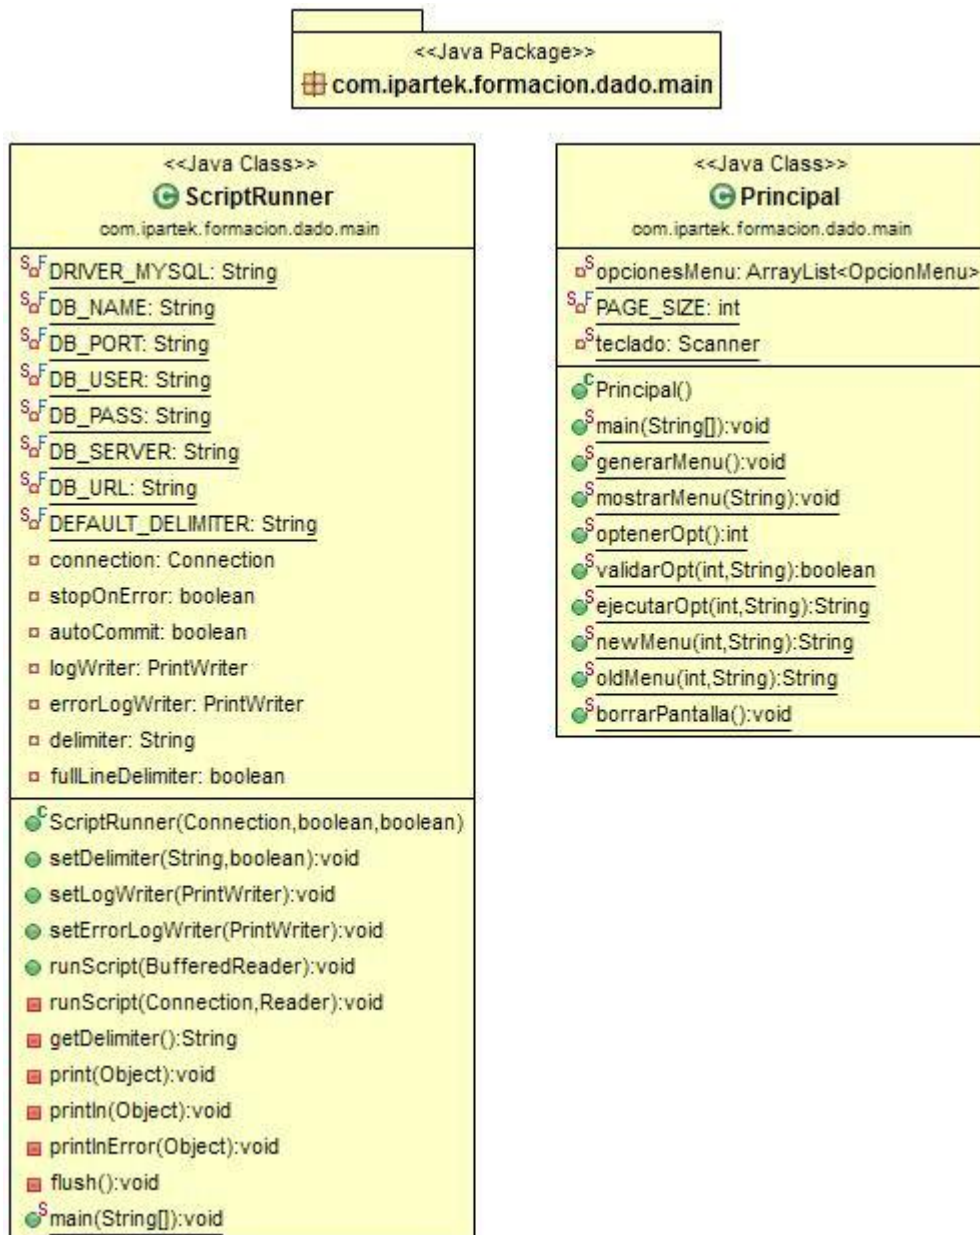 <<Java Package>>
com.ipartek.formacion.dado.main
<<Java Class>>
C ScriptRunner
com.ipartek.formacion.dado.main
S F DRIVER_MYSQL: String
S F DB_NAME: String
S F DB_PORT: String
S F DB_USER: String
S F DB_PASS: String
S F DB_SERVER: String
S F DB_URL: String
S F DEFAULT_DELIMITER: String
connection: Connection
stopOnError: boolean
autoCommit: boolean
logWriter: PrintWriter
errorLogWriter: PrintWriter
delimiter: String
fullLineDelimiter: boolean
C ScriptRunner(Connection,boolean,boolean)
setDelimiter(String,boolean):void
setLogWriter(PrintWriter):void
setErrorLogWriter(PrintWriter):void
runScript(BufferedReader):void
runScript(Connection,Reader):void
getDelimiter():String
print(Object):void
println(Object):void
printlnError(Object):void
flush():void
S main(String[]):void
<<Java Class>>
C Principal
com.ipartek.formacion.dado.main
S opcionesMenu: ArrayList<OpcionMenu>
S F PAGE_SIZE: int
S teclado: Scanner
C Principal()
S main(String[]):void
S generarMenu():void
S mostrarMenu(String):void
S optenerOpt():int
S validarOpt(int,String):boolean
S ejecutarOpt(int,String):String
S newMenu(int,String):String
S oldMenu(int,String):String
S borrarPantalla():void